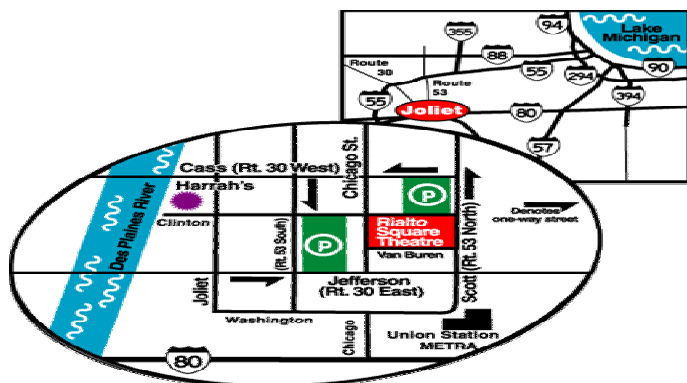 94
Lake
Michigan
355
88
Route
30
55
294
90
Route
53
55
394
Joliet
80
57
Cass (Rt. 30 West)
Chicago St.
Harrah's
P
Denotes
one-way street
Clinton
Des Plaines River
(Rt. 53 South)
P
Rialto
Square
Theatre
Van Buren
Scott (Rt. 53 North)
Joliet
Jefferson
(Rt. 30 East)
Washington
Chicago
Union Station
METRA
80